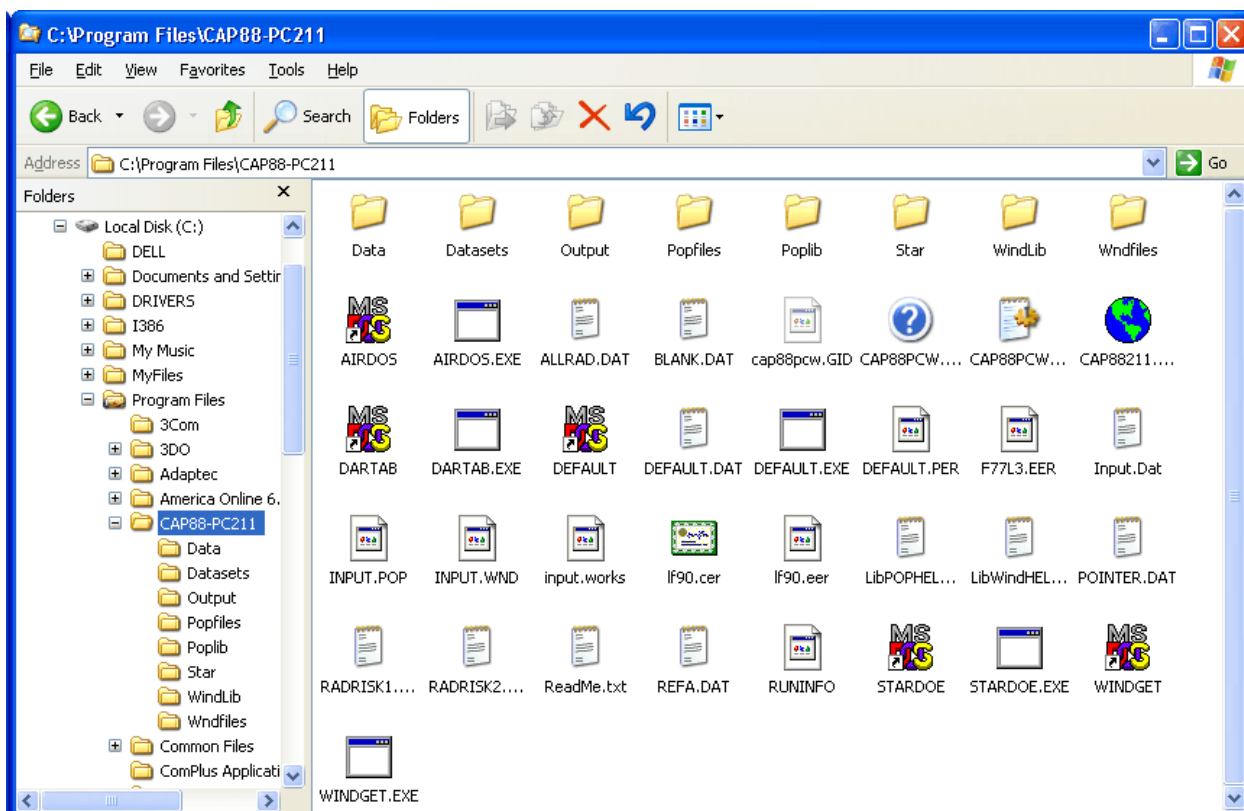 C:\Program Files\CAP88-PC211
File Edit View Favorites Tools Help
Back Search Folders
Address C:\Program Files\CAP88-PC211 Go
Folders
Local Disk (C:)
DELL
Documents and Settir
DRIVERS
I386
My Music
MyFiles
Program Files
3Com
3DO
Adaptec
America Online 6.
CAP88-PC211
Data
Datasets
Output
Popfiles
Poplib
Star
WindLib
Wndfiles
Common Files
ComPlus Applicati
Data Datasets Output Popfiles Poplib Star WindLib Wndfiles
MS MS
AIRDOS AIRDOS.EXE ALLRAD.DAT BLANK.DAT cap88pcw.GID CAP88PCW.... CAP88PCW... CAP88211....
DARTAB DARTAB.EXE DEFAULT DEFAULT.DAT DEFAULT.EXE DEFAULT.PER F77L3.EER Input.Dat
INPUT.POP INPUT.WND input.works lf90.cer lf90.eer LibPOPHEL... LibWindHEL... POINTER.DAT
RADRISK1.... RADRISK2.... ReadMe.txt REFA.DAT RUNINFO STARDOE STARDOE.EXE WINDGET
WINDGET.EXE